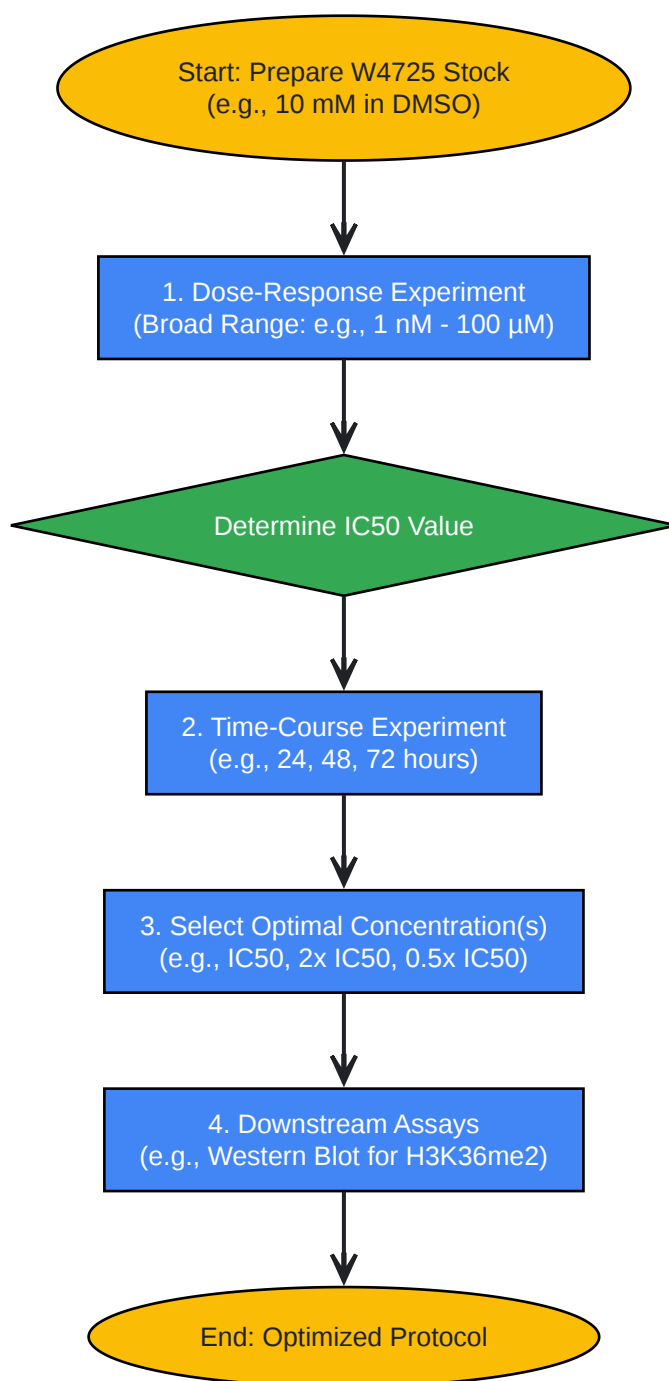 Start: Prepare W4725 Stock
(e.g., 10 mM in DMSO)
1. Dose-Response Experiment
(Broad Range: e.g., 1 nM - 100 µM)
Determine IC50 Value
2. Time-Course Experiment
(e.g., 24, 48, 72 hours)
3. Select Optimal Concentration(s)
(e.g., IC50, 2x IC50, 0.5x IC50)
4. Downstream Assays
(e.g., Western Blot for H3K36me2)
End: Optimized Protocol